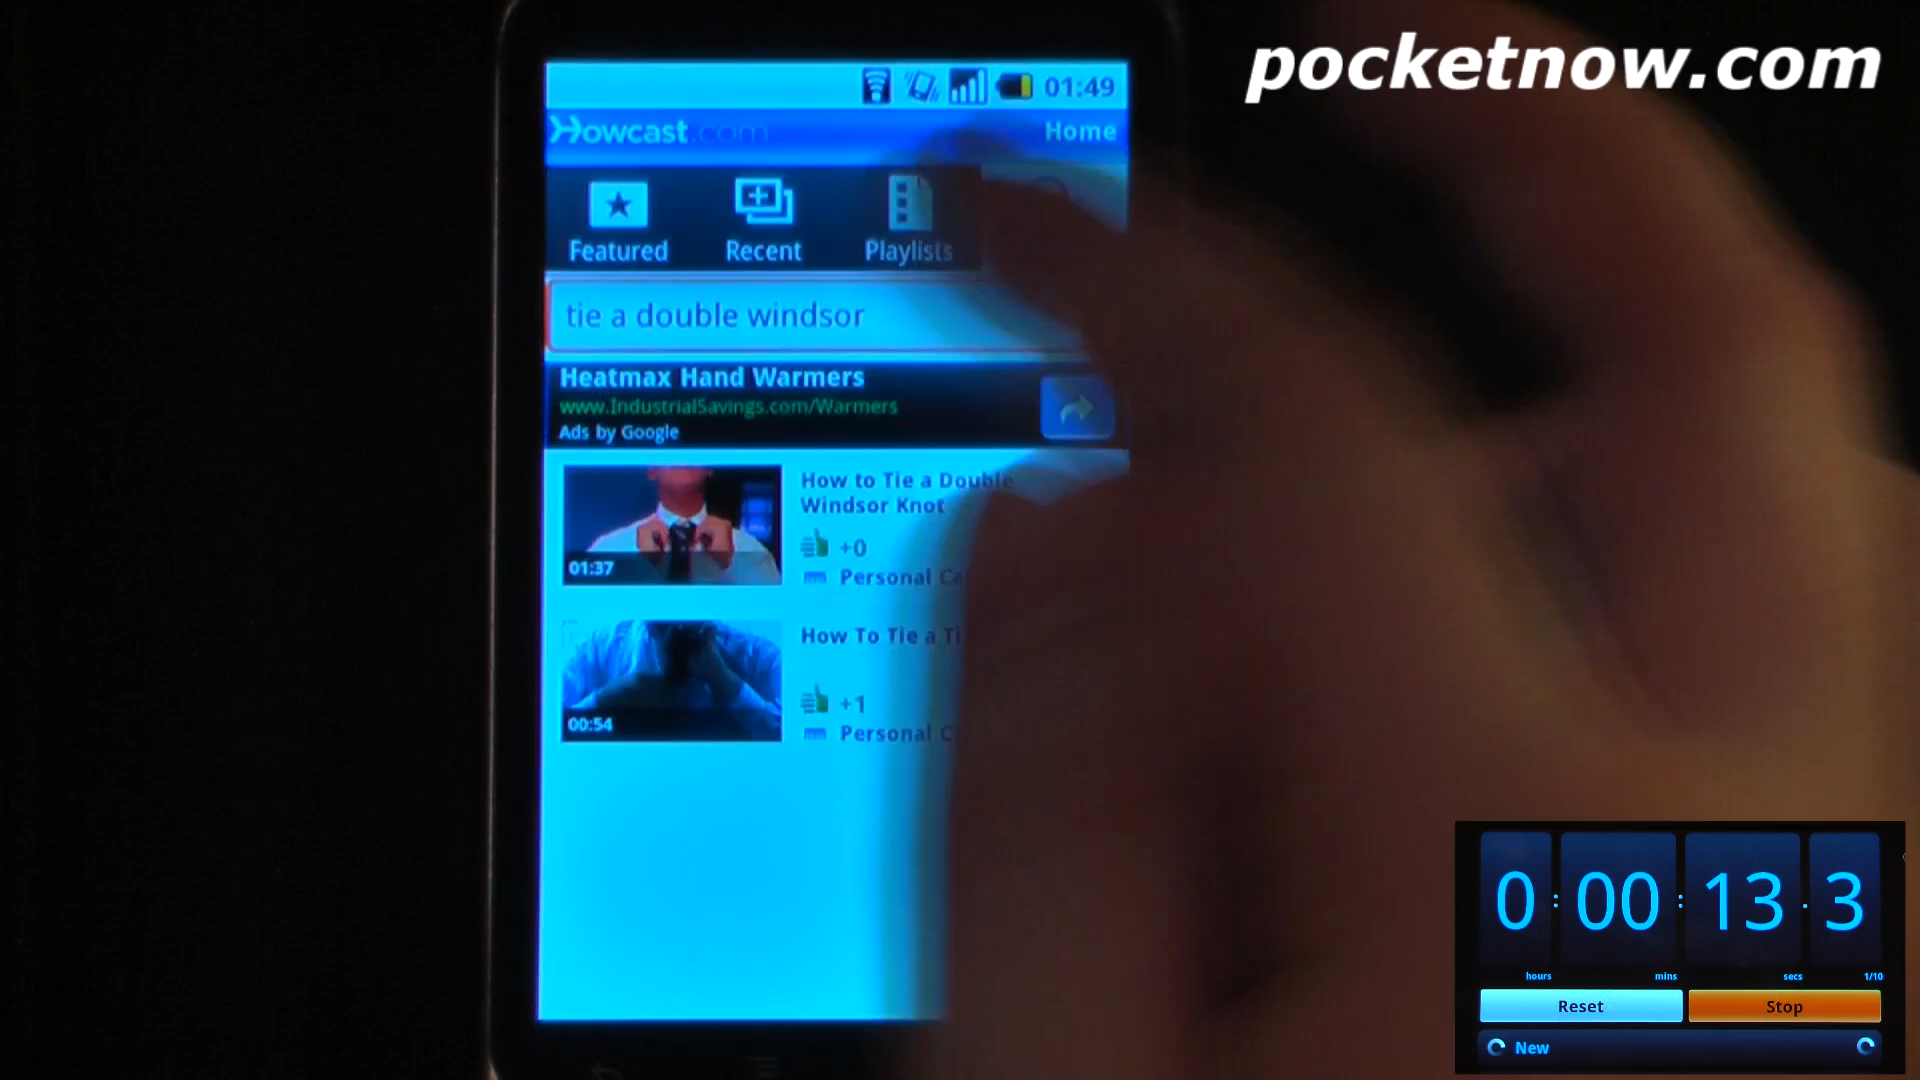 pocketnow.com
01:49
Howcast.com
Home
Featured
Recent
Playlists
tie a double windsor
Heatmax Hand Warmers
www.IndustrialSavings.com/Warmers
Ads by Google
How to Tie a Double
Windsor Knot
+0
Personal
01:37
How To Tie a
+1
Personal
00:54
0 : 00 : 13 . 3
hours mins secs 1/10
Reset Stop
New